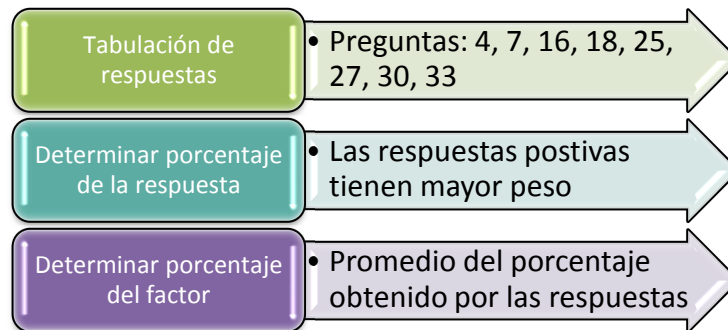 Tabulación de
respuestas
• Preguntas: 4, 7, 16, 18, 25,
27, 30, 33
Determinar porcentaje
de la respuesta
• Las respuestas postivas
tienen mayor peso
Determinar porcentaje
del factor
• Promedio del porcentaje
obtenido por las respuestas